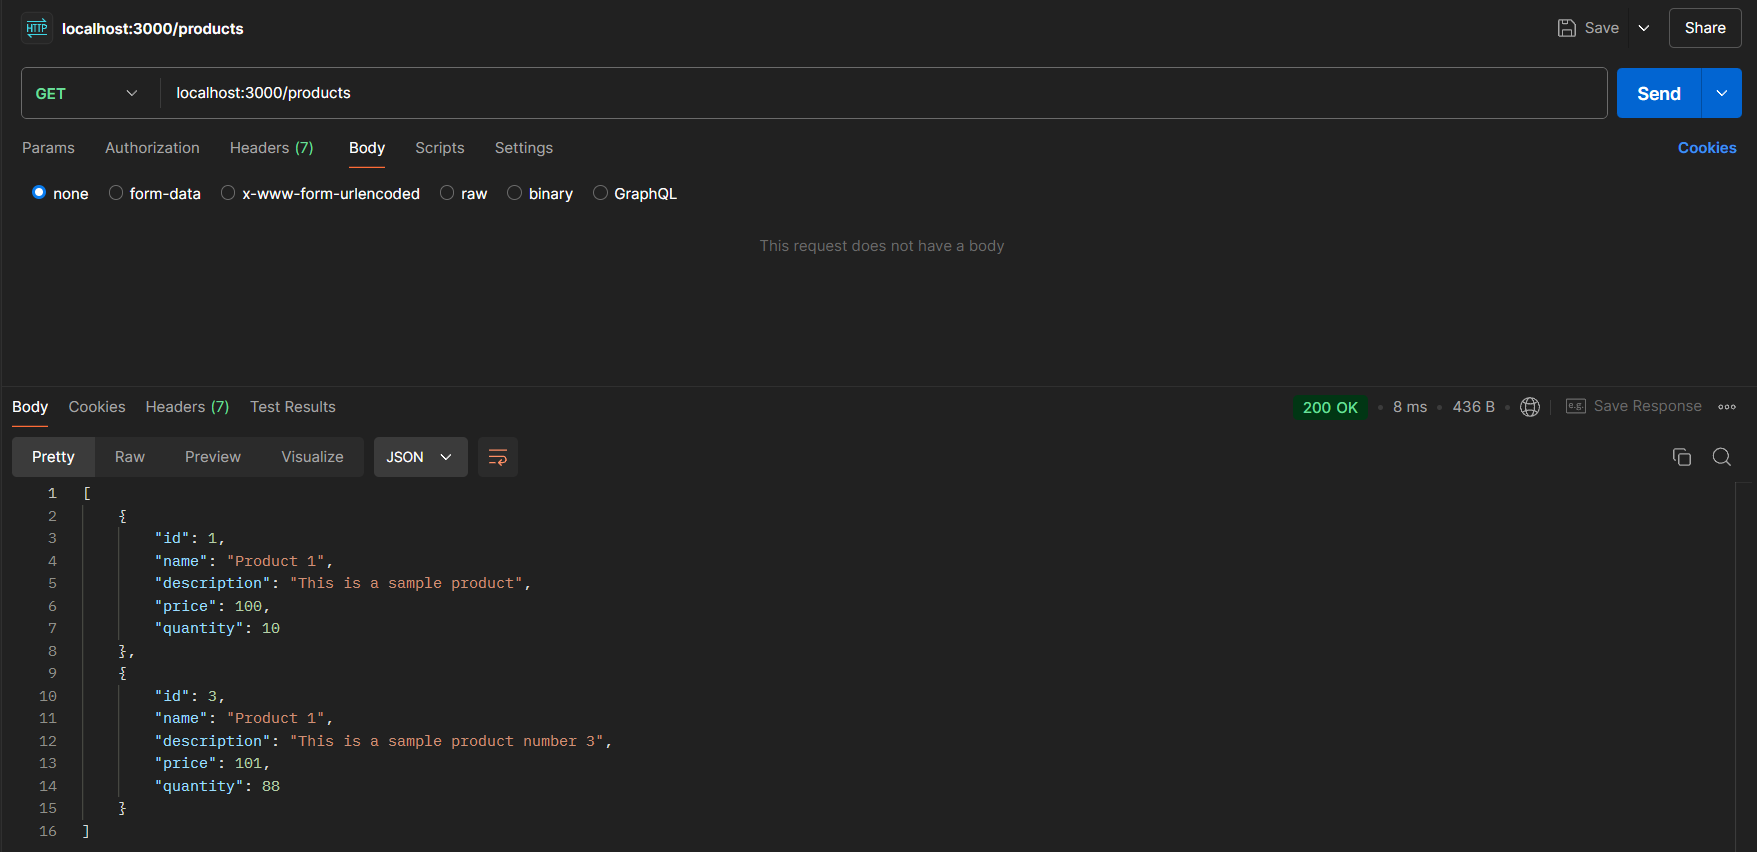 HTTP localhost:3000/products Save Share
GET localhost:3000/products Send
Params Authorization Headers (7) Body Scripts Settings Cookies
none form-data x-www-form-urlencoded raw binary GraphQL
This request does not have a body
Body Cookies Headers (7) Test Results 200 OK • 8 ms • 436 B • e.g. Save Response
Pretty Raw Preview Visualize JSON
1 [
2 {
3 "id": 1,
4 "name": "Product 1",
5 "description": "This is a sample product",
6 "price": 100,
7 "quantity": 10
8 },
9 {
10 "id": 3,
11 "name": "Product 1",
12 "description": "This is a sample product number 3",
13 "price": 101,
14 "quantity": 88
15 }
16 ]